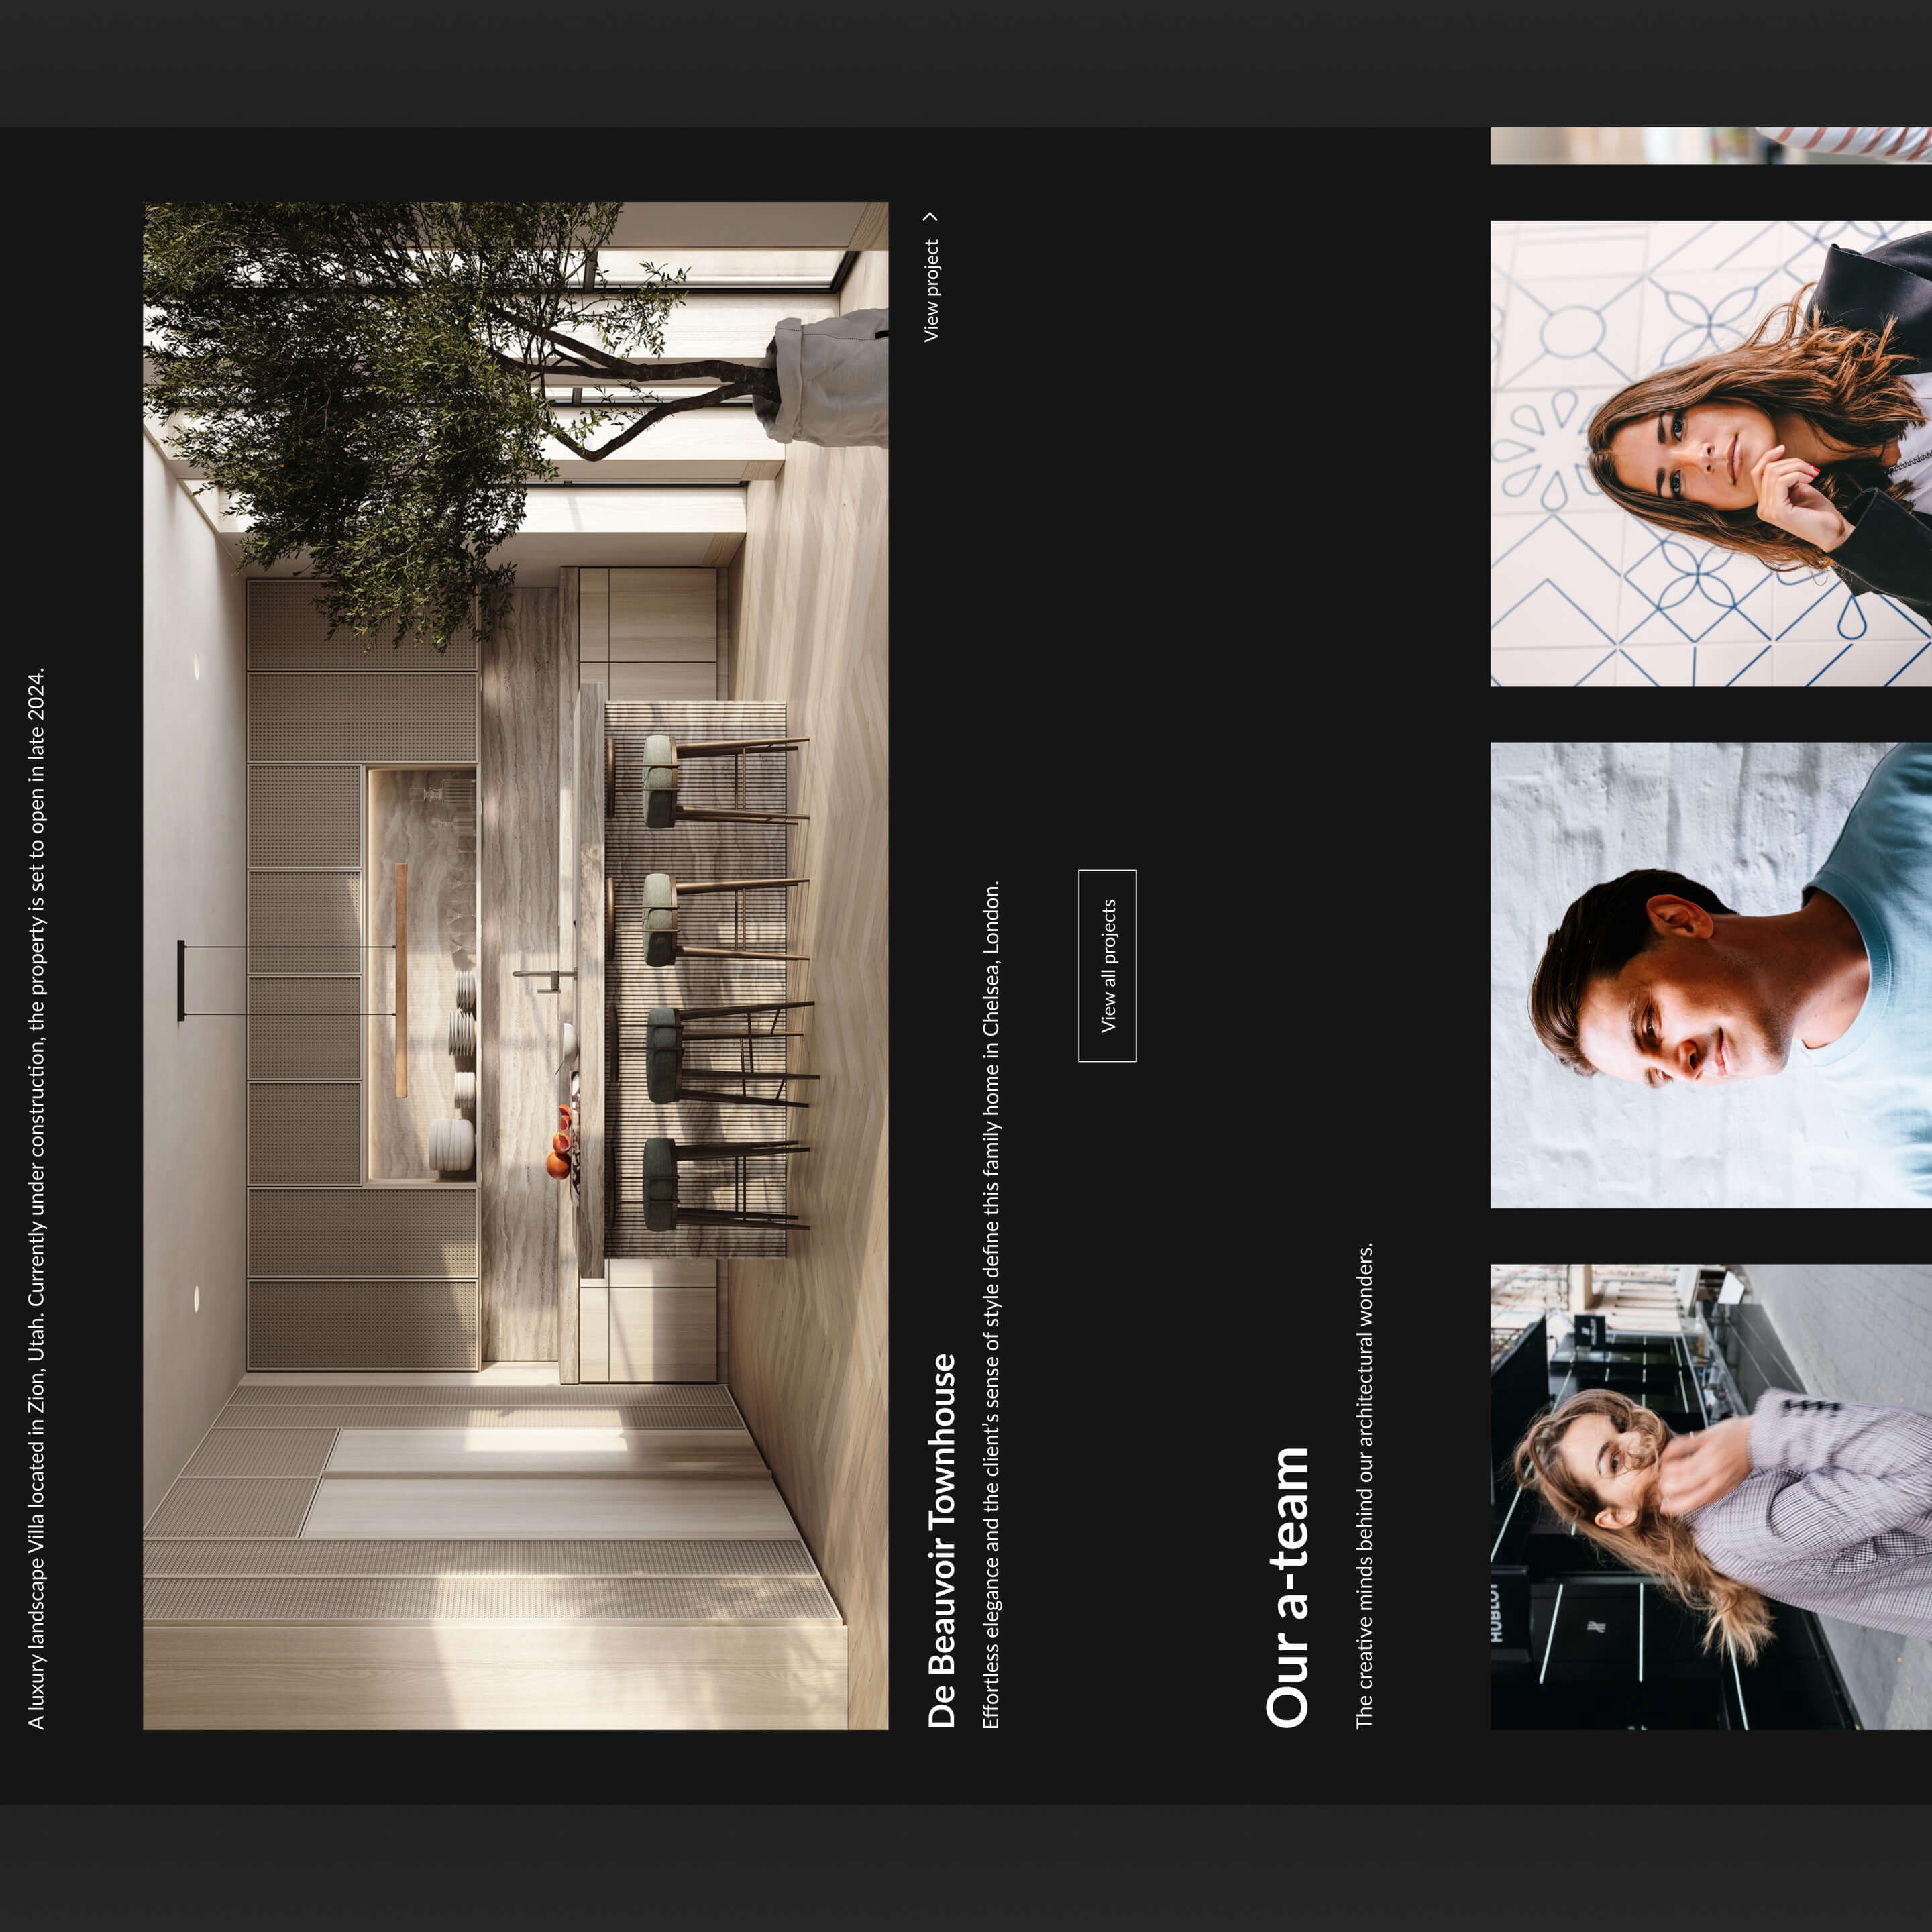 A luxury landscape Villa located in Zion, Utah. Currently under construction, the property is set to open in late 2024.
De Beauvoir Townhouse
View project
Effortless elegance and the client's sense of style define this family home in Chelsea, London.
View all projects
Our a-team
The creative minds behind our architectural wonders.
HUBLOT